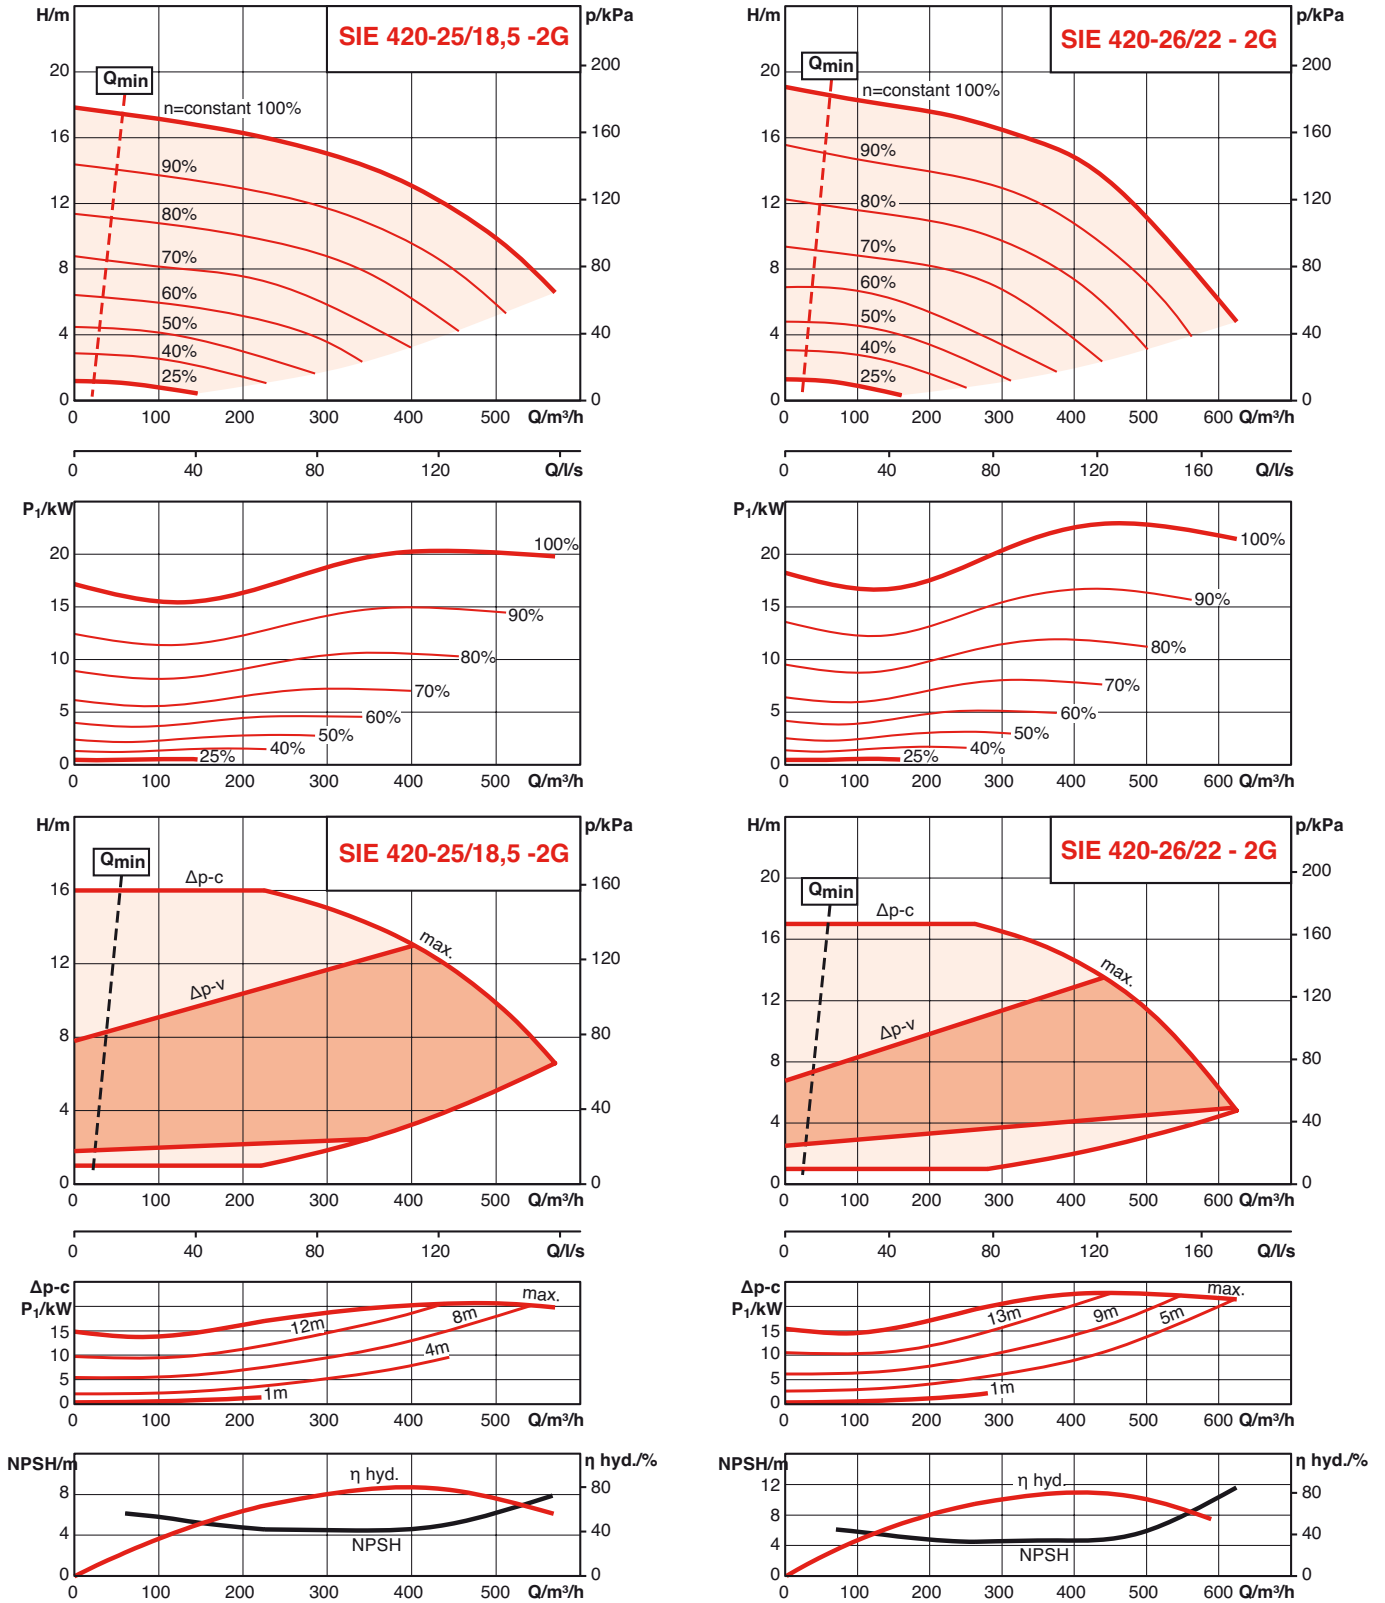 H/m
p/kPa
SIE 420-25/18,5 -2G
Qmin
n=constant 100%
90%
80%
70%
60%
50%
40%
25%
20
16
12
8
4
0
200
160
120
80
40
0
0 100 200 300 400 500 Q/m³/h
0 40 80 120 Q/l/s
P1/kW
20
15
10
5
0
100%
90%
80%
70%
60%
50%
40%
25%
0 100 200 300 400 500 Q/m³/h
H/m
p/kPa
SIE 420-25/18,5 -2G
Qmin
Δp-c
max.
Δp-v
16
12
8
4
0
160
120
80
40
0
0 100 200 300 400 500 Q/m³/h
0 40 80 120 Q/l/s
Δp-c
P1/kW
15
10
5
0
max.
12m
8m
4m
1m
0 100 200 300 400 500 Q/m³/h
NPSH/m
η hyd./%
η hyd.
NPSH
8
4
0
80
40
0
0 100 200 300 400 500 Q/m³/h
H/m
p/kPa
SIE 420-26/22 - 2G
Qmin
n=constant 100%
90%
80%
70%
60%
50%
40%
25%
20
16
12
8
4
0
200
160
120
80
40
0
0 100 200 300 400 500 600 Q/m³/h
0 40 80 120 160 Q/l/s
P1/kW
20
15
10
5
0
100%
90%
80%
70%
60%
50%
40%
25%
0 100 200 300 400 500 600 Q/m³/h
H/m
p/kPa
SIE 420-26/22 - 2G
Qmin
Δp-c
max.
Δp-v
20
16
12
8
4
0
200
160
120
80
40
0
0 100 200 300 400 500 600 Q/m³/h
0 40 80 120 160 Q/l/s
Δp-c
P1/kW
15
10
5
0
max.
13m
9m
5m
1m
0 100 200 300 400 500 600 Q/m³/h
NPSH/m
η hyd./%
η hyd.
NPSH
12
8
4
0
80
40
0
0 100 200 300 400 500 600 Q/m³/h